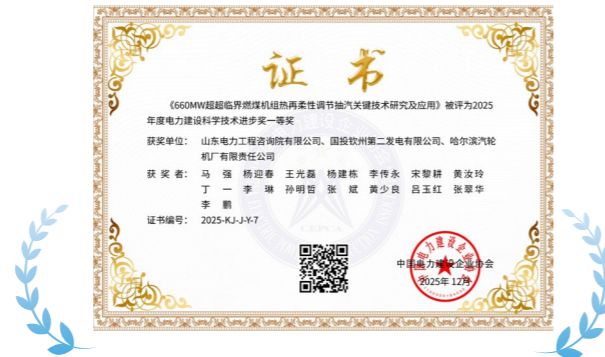 证书
《660MW超超临界燃煤机组热再柔性调节抽汽关键技术研究及应用》被评为2025
年度电力建设科学技术进步奖一等奖
获奖单位： 山东电力工程咨询院有限公司、国投钦州第二发电有限公司、哈尔滨汽轮
机厂有限责任公司
获 奖 者： 马 强 杨迎春 王光磊 杨建栋 李传永 宋黎耕 黄汝玲
丁 一 李 琳 孙明哲 张 斌 黄少良 吕玉红 张翠华
李 鹏
证书编号： 2025-KJ-J-Y-7
中国电力建设企业协会
2025年 12月